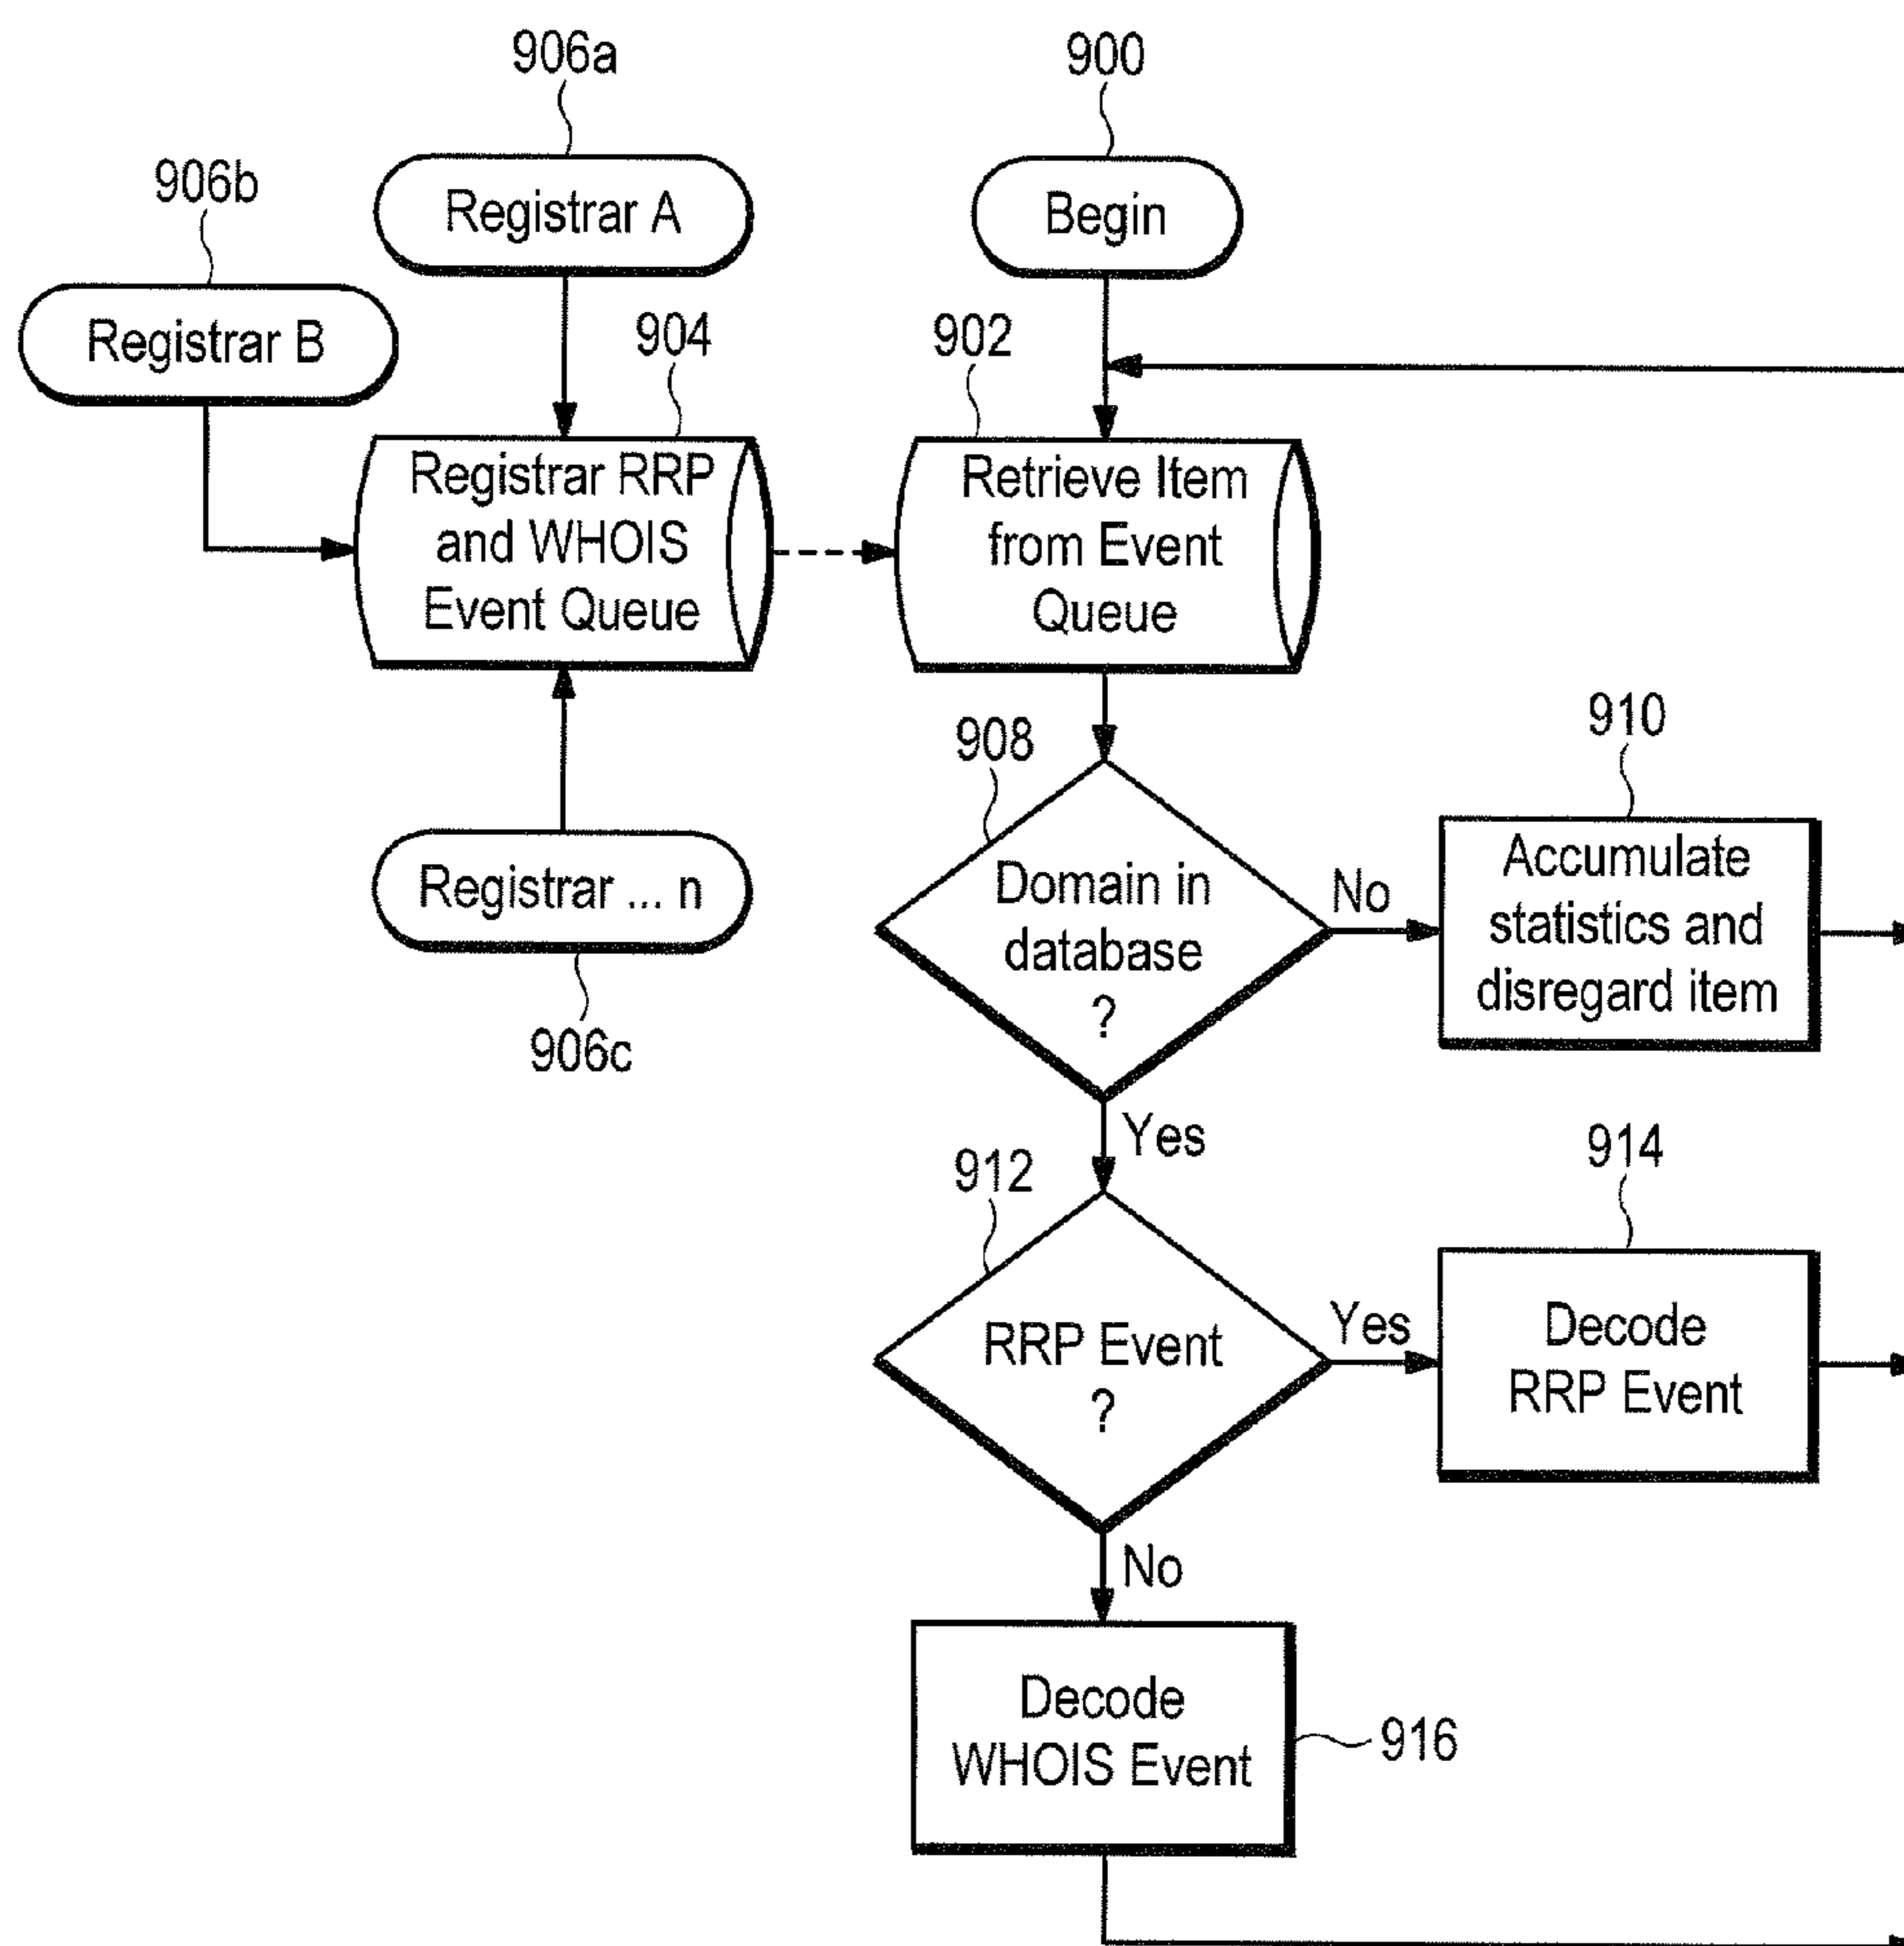 906a
900
906b
Registrar A
Begin
Registrar B
904
902
Registrar RRP
and WHOIS
Event Queue
Retrieve Item
from Event
Queue
908
910
Registrar ... n
906c
Domain in
database
?
No
Accumulate
statistics and
disregard item
Yes
912
914
RRP Event
?
Yes
Decode
RRP Event
No
Decode
WHOIS Event
916